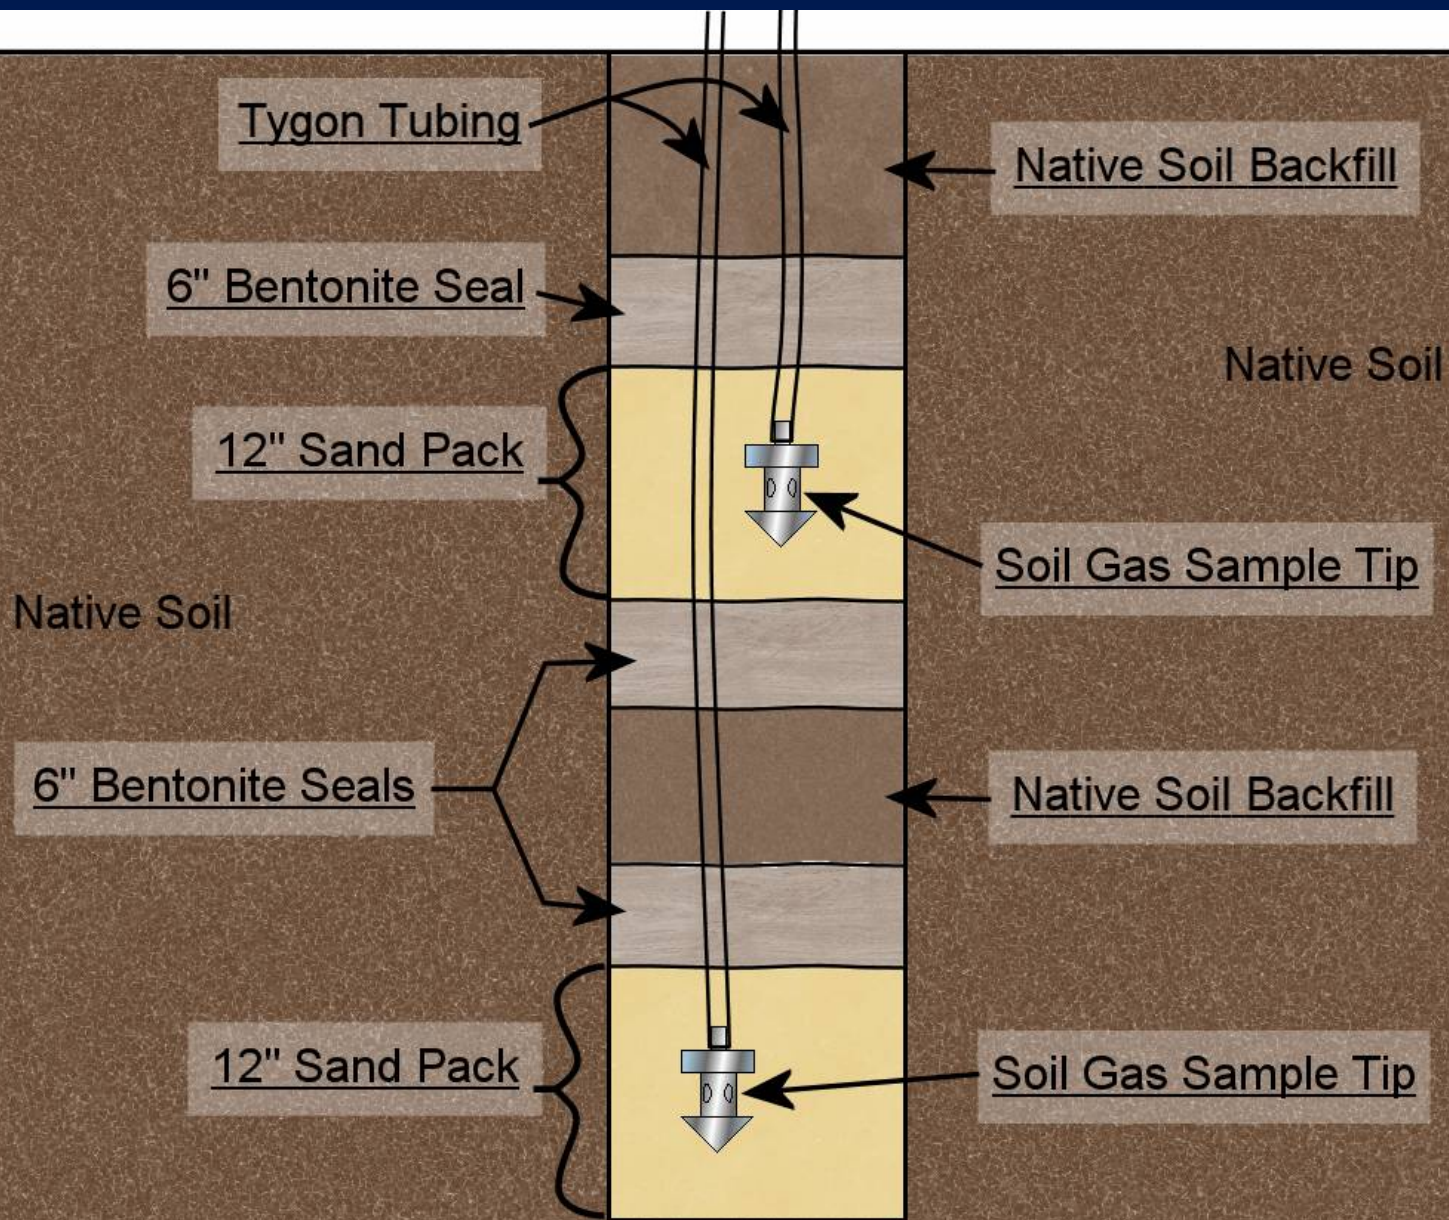 Tygon Tubing
Native Soil Backfill
6" Bentonite Seal
Native Soil
12" Sand Pack
Soil Gas Sample Tip
Native Soil
6" Bentonite Seals
Native Soil Backfill
12" Sand Pack
Soil Gas Sample Tip